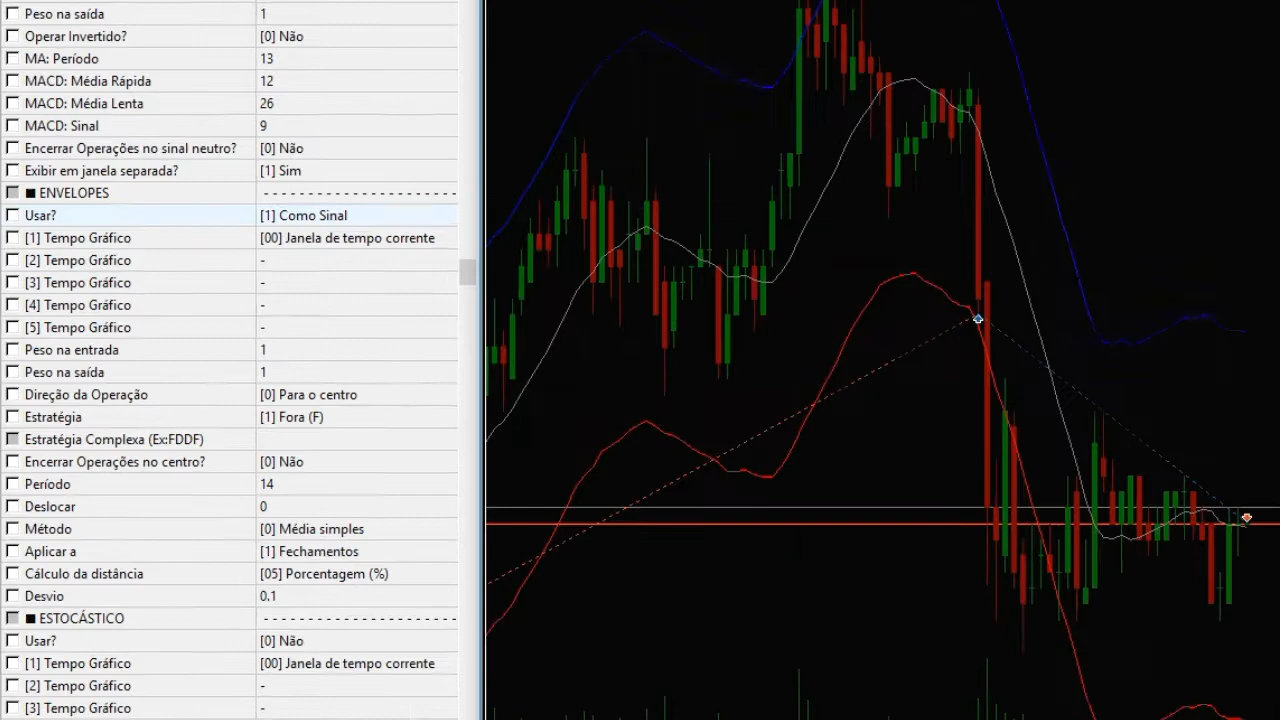 Peso na saída 1
Operar Invertido? [0] Não
MA: Período 13
MACD: Média Rápida 12
MACD: Média Lenta 26
MACD: Sinal 9
Encerrar Operações no sinal neutro? [0] Não
Exibir em janela separada? [1] Sim
■ ENVELOPES - - - - - - - - - - - - - - - - - - - - - -
Usar? [1] Como Sinal
[1] Tempo Gráfico [00] Janela de tempo corrente
[2] Tempo Gráfico -
[3] Tempo Gráfico -
[4] Tempo Gráfico -
[5] Tempo Gráfico -
Peso na entrada 1
Peso na saída 1
Direção da Operação [0] Para o centro
Estratégia [1] Fora (F)
Estratégia Complexa (Ex:FDDF)
Encerrar Operações no centro? [0] Não
Período 14
Deslocar 0
Método [0] Média simples
Aplicar a [1] Fechamentos
Cálculo da distância [05] Porcentagem (%)
Desvio 0.1
■ ESTOCÁSTICO - - - - - - - - - - - - - - - - - - - - - -
Usar? [0] Não
[1] Tempo Gráfico [00] Janela de tempo corrente
[2] Tempo Gráfico -
[3] Tempo Gráfico -